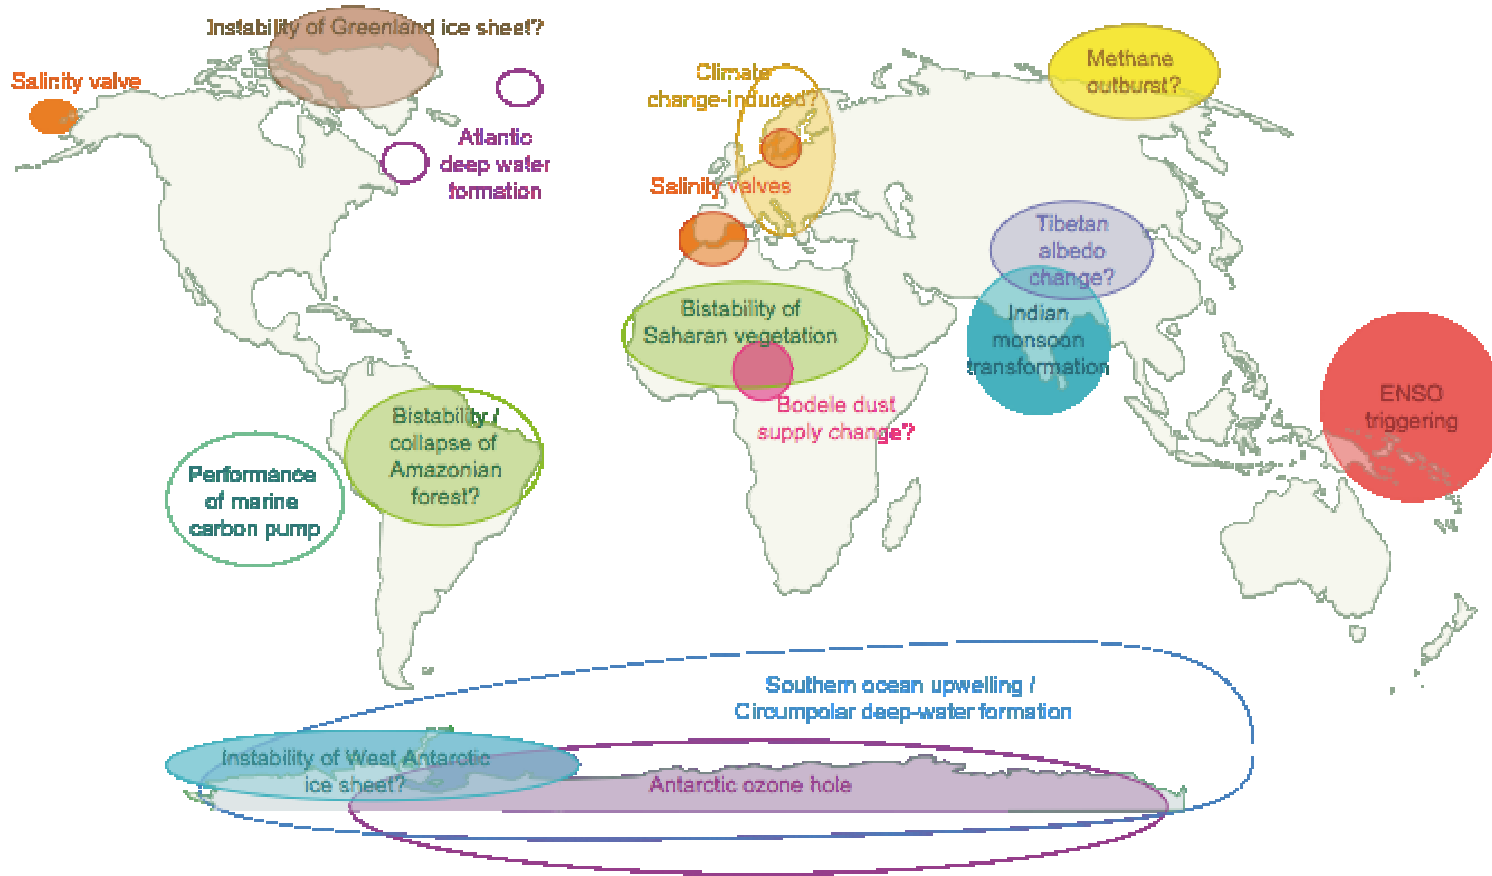 Instability of Greenland ice sheet?
Salinity valve
Atlantic
deep water
formation
Climate
change-induced?
Salinity valves
Methane
outburst?
Tibetan
albedo
change?
Indian
monsoon
transformation
Bistability of
Saharan vegetation
Bodele dust
supply change?
ENSO
triggering
Bistability /
collapse of
Amazonian
forest?
Performance
of marine
carbon pump
Southern ocean upwelling /
Circumpolar deep-water formation
Instability of West Antarctic
ice sheet?
Antarctic ozone hole